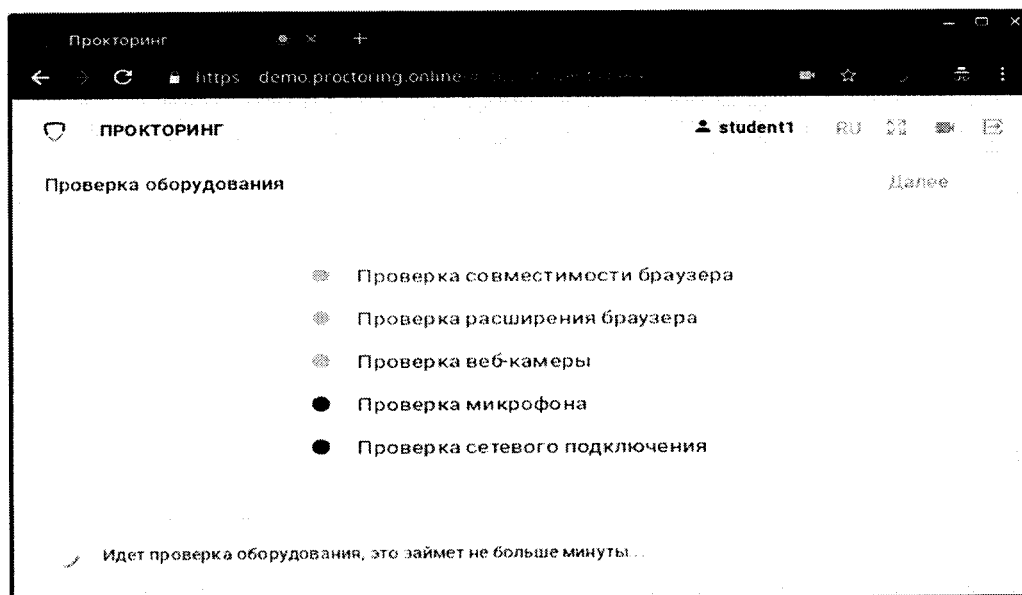 Прокторинг
https demo.proctoring.online
ПРОКТОРИНГ
student1 RU
Проверка оборудования
Далее
Проверка совместимости браузера
Проверка расширения браузера
Проверка веб-камеры
Проверка микрофона
Проверка сетевого подключения
Идет проверка оборудования, это займет не больше минуты...